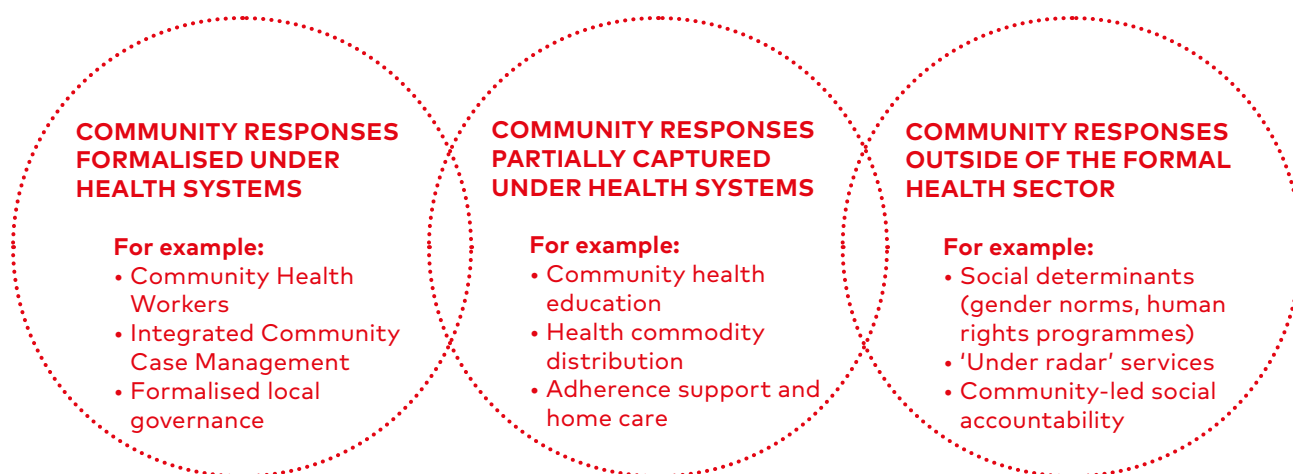 COMMUNITY RESPONSES
FORMALISED UNDER
HEALTH SYSTEMS
For example:
• Community Health
Workers
• Integrated Community
Case Management
• Formalised local
governance
COMMUNITY RESPONSES
PARTIALLY CAPTURED
UNDER HEALTH SYSTEMS
For example:
• Community health
education
• Health commodity
distribution
• Adherence support and
home care
COMMUNITY RESPONSES
OUTSIDE OF THE FORMAL
HEALTH SECTOR
For example:
• Social determinants
(gender norms, human
rights programmes)
• ‘Under radar’ services
• Community-led social
accountability